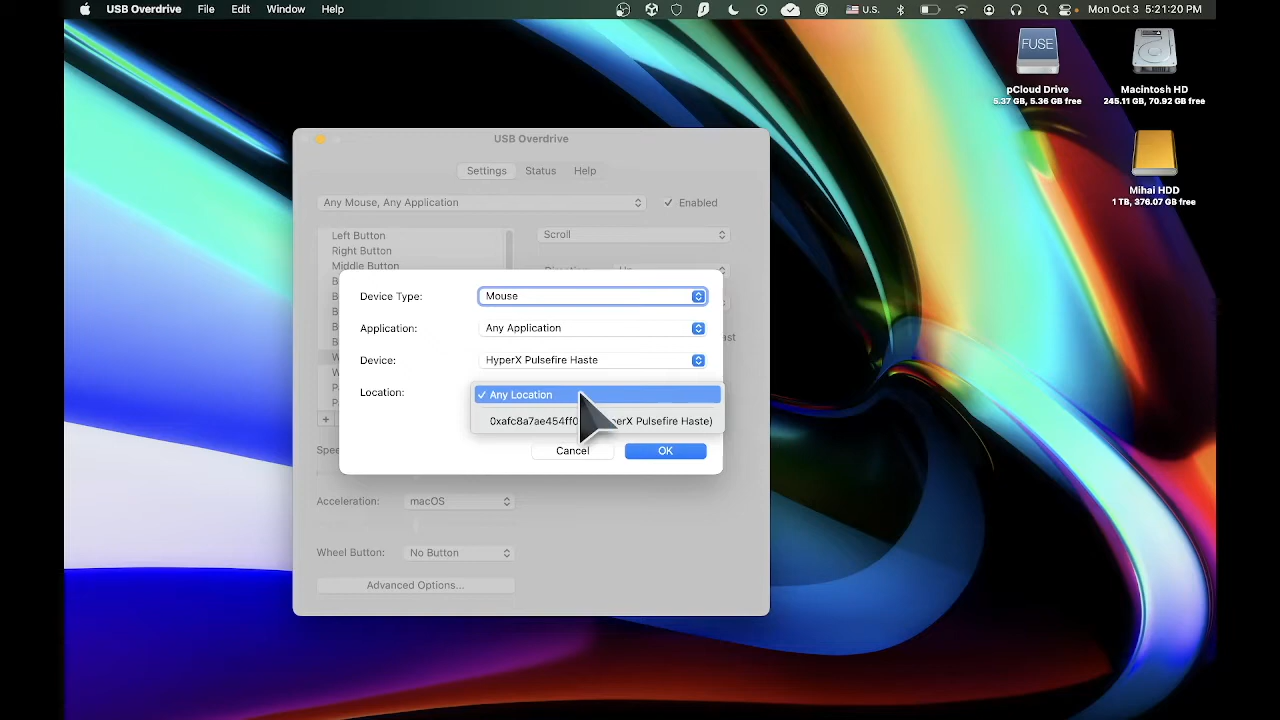 USB Overdrive File Edit Window Help U.S. Mon Oct 3 5:21:20 PM
FUSE
pCloud Drive
5.37 GB, 5.36 GB free
Macintosh HD
245.11 GB, 70.92 GB free
Mihai HDD
1 TB, 376.07 GB free
USB Overdrive
Settings Status Help
Any Mouse, Any Application
Enabled
Left Button
Right Button
Middle Button
Scroll
Device Type: Mouse
Application: Any Application
Device: HyperX Pulsefire Haste
Location: Any Location
Pulsefire Haste)
Cancel OK
Acceleration: macOS
Wheel Button: No Button
Advanced Options...